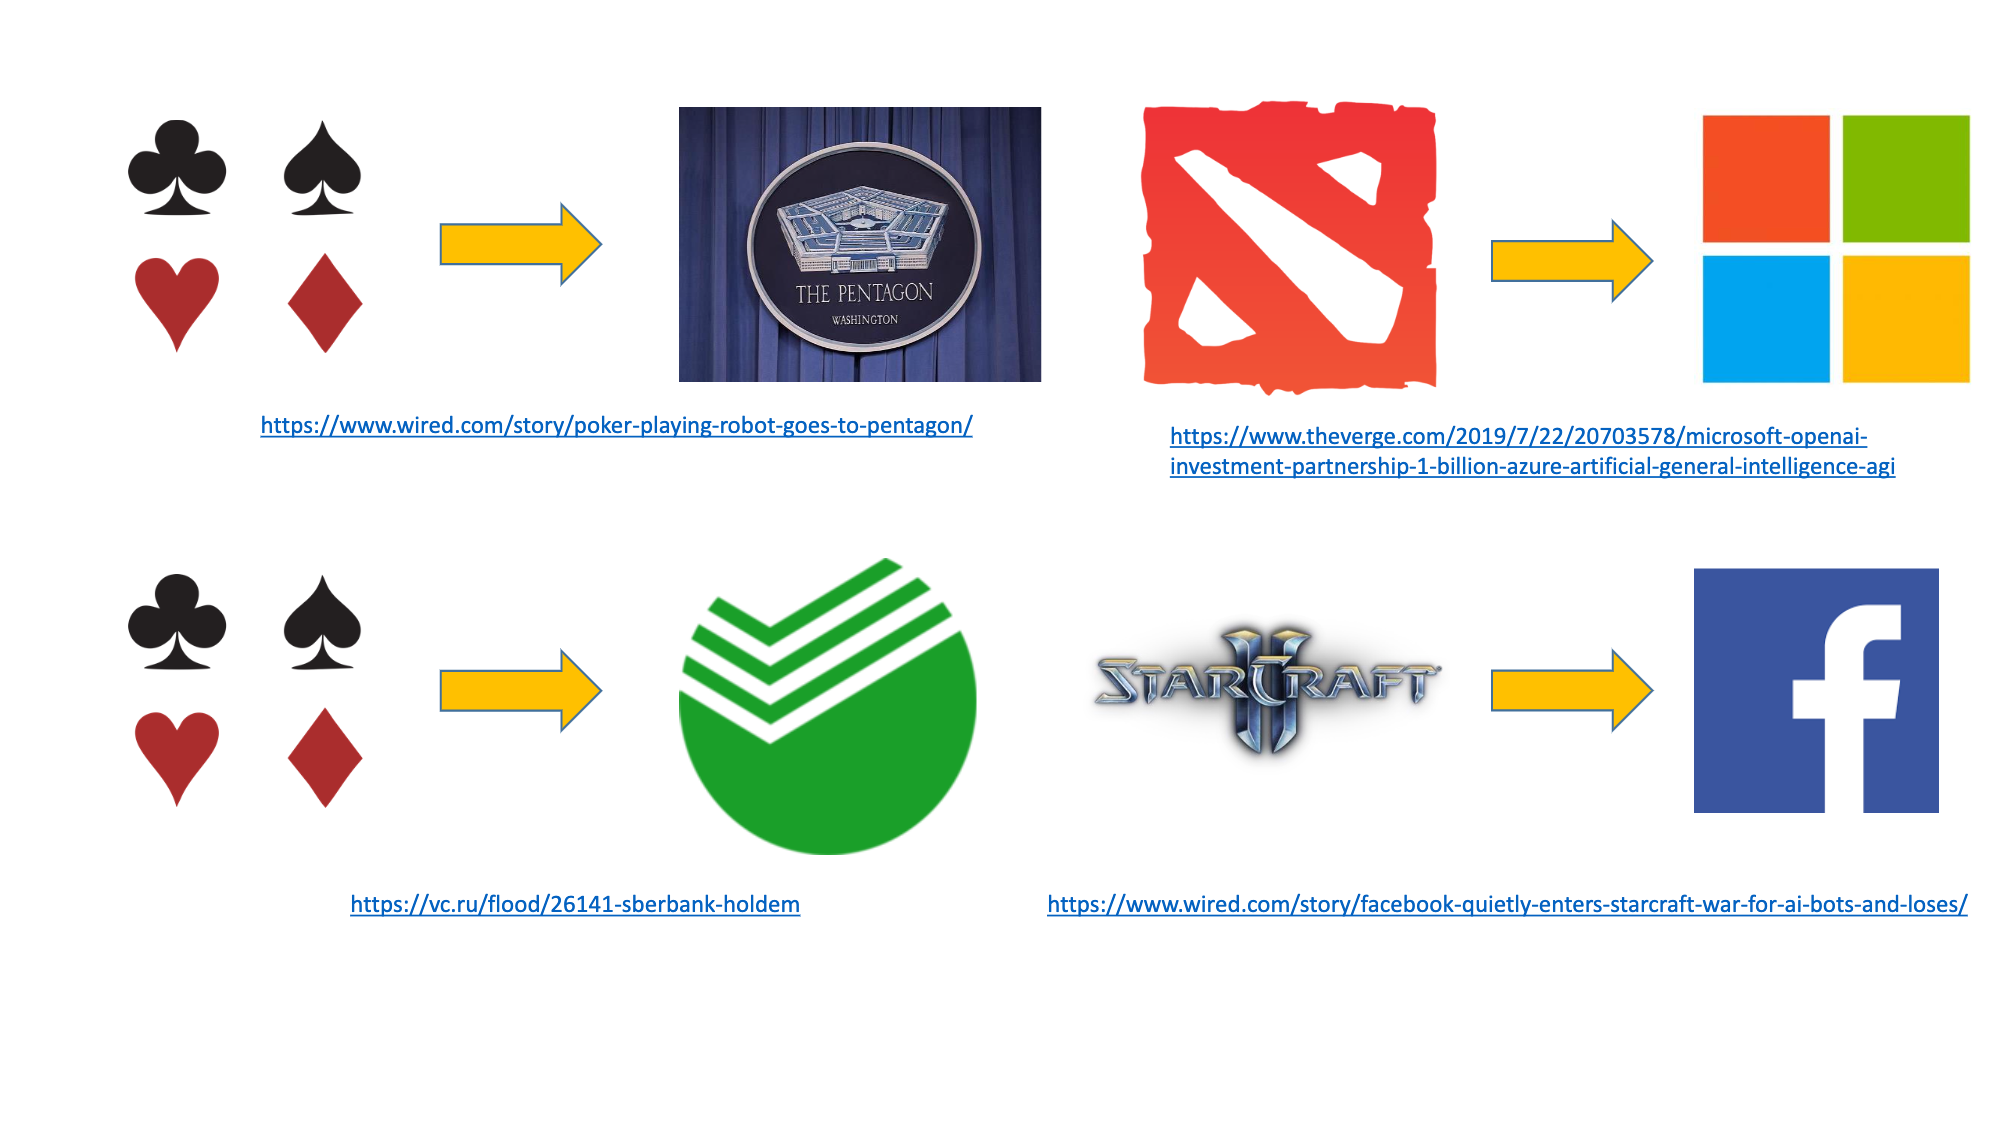 THE PENTAGON
WASHINGTON
https://www.wired.com/story/poker-playing-robot-goes-to-pentagon/
https://www.theverge.com/2019/7/22/20703578/microsoft-openai-
investment-partnership-1-billion-azure-artificial-general-intelligence-agi
STARCRAFT
II
f
https://vc.ru/flood/26141-sberbank-holdem
https://www.wired.com/story/facebook-quietly-enters-starcraft-war-for-ai-bots-and-loses/